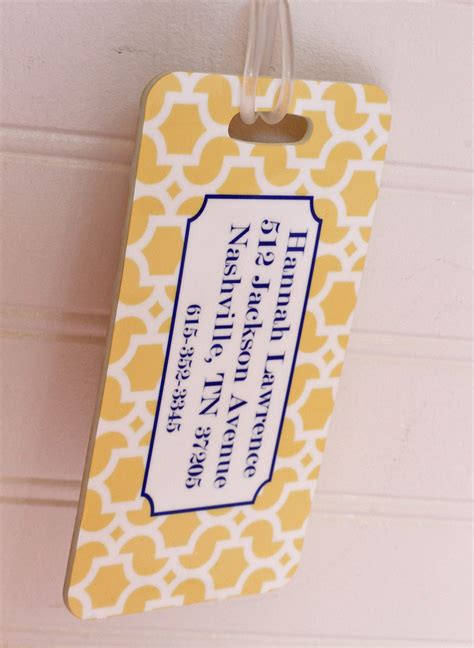 Hannah Lawrence
512 Jackson Avenue
Nashville, TN 37205
615-352-3345